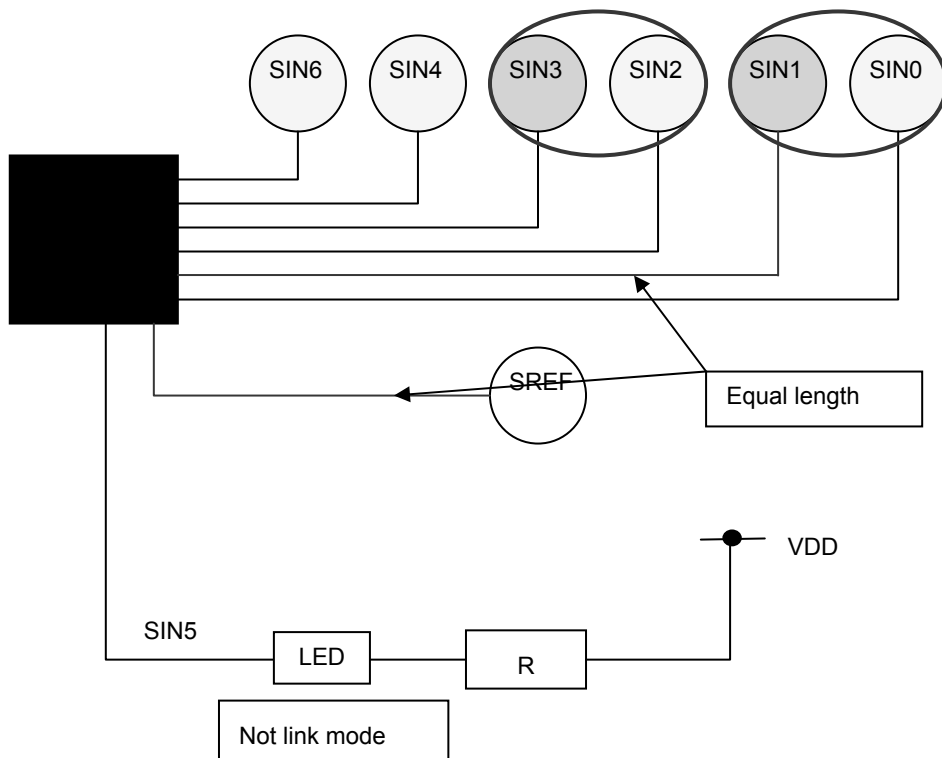 SIN6 SIN4 SIN3 SIN2 SIN1 SIN0
SREF
Equal length
VDD
SIN5
LED
R
Not link mode